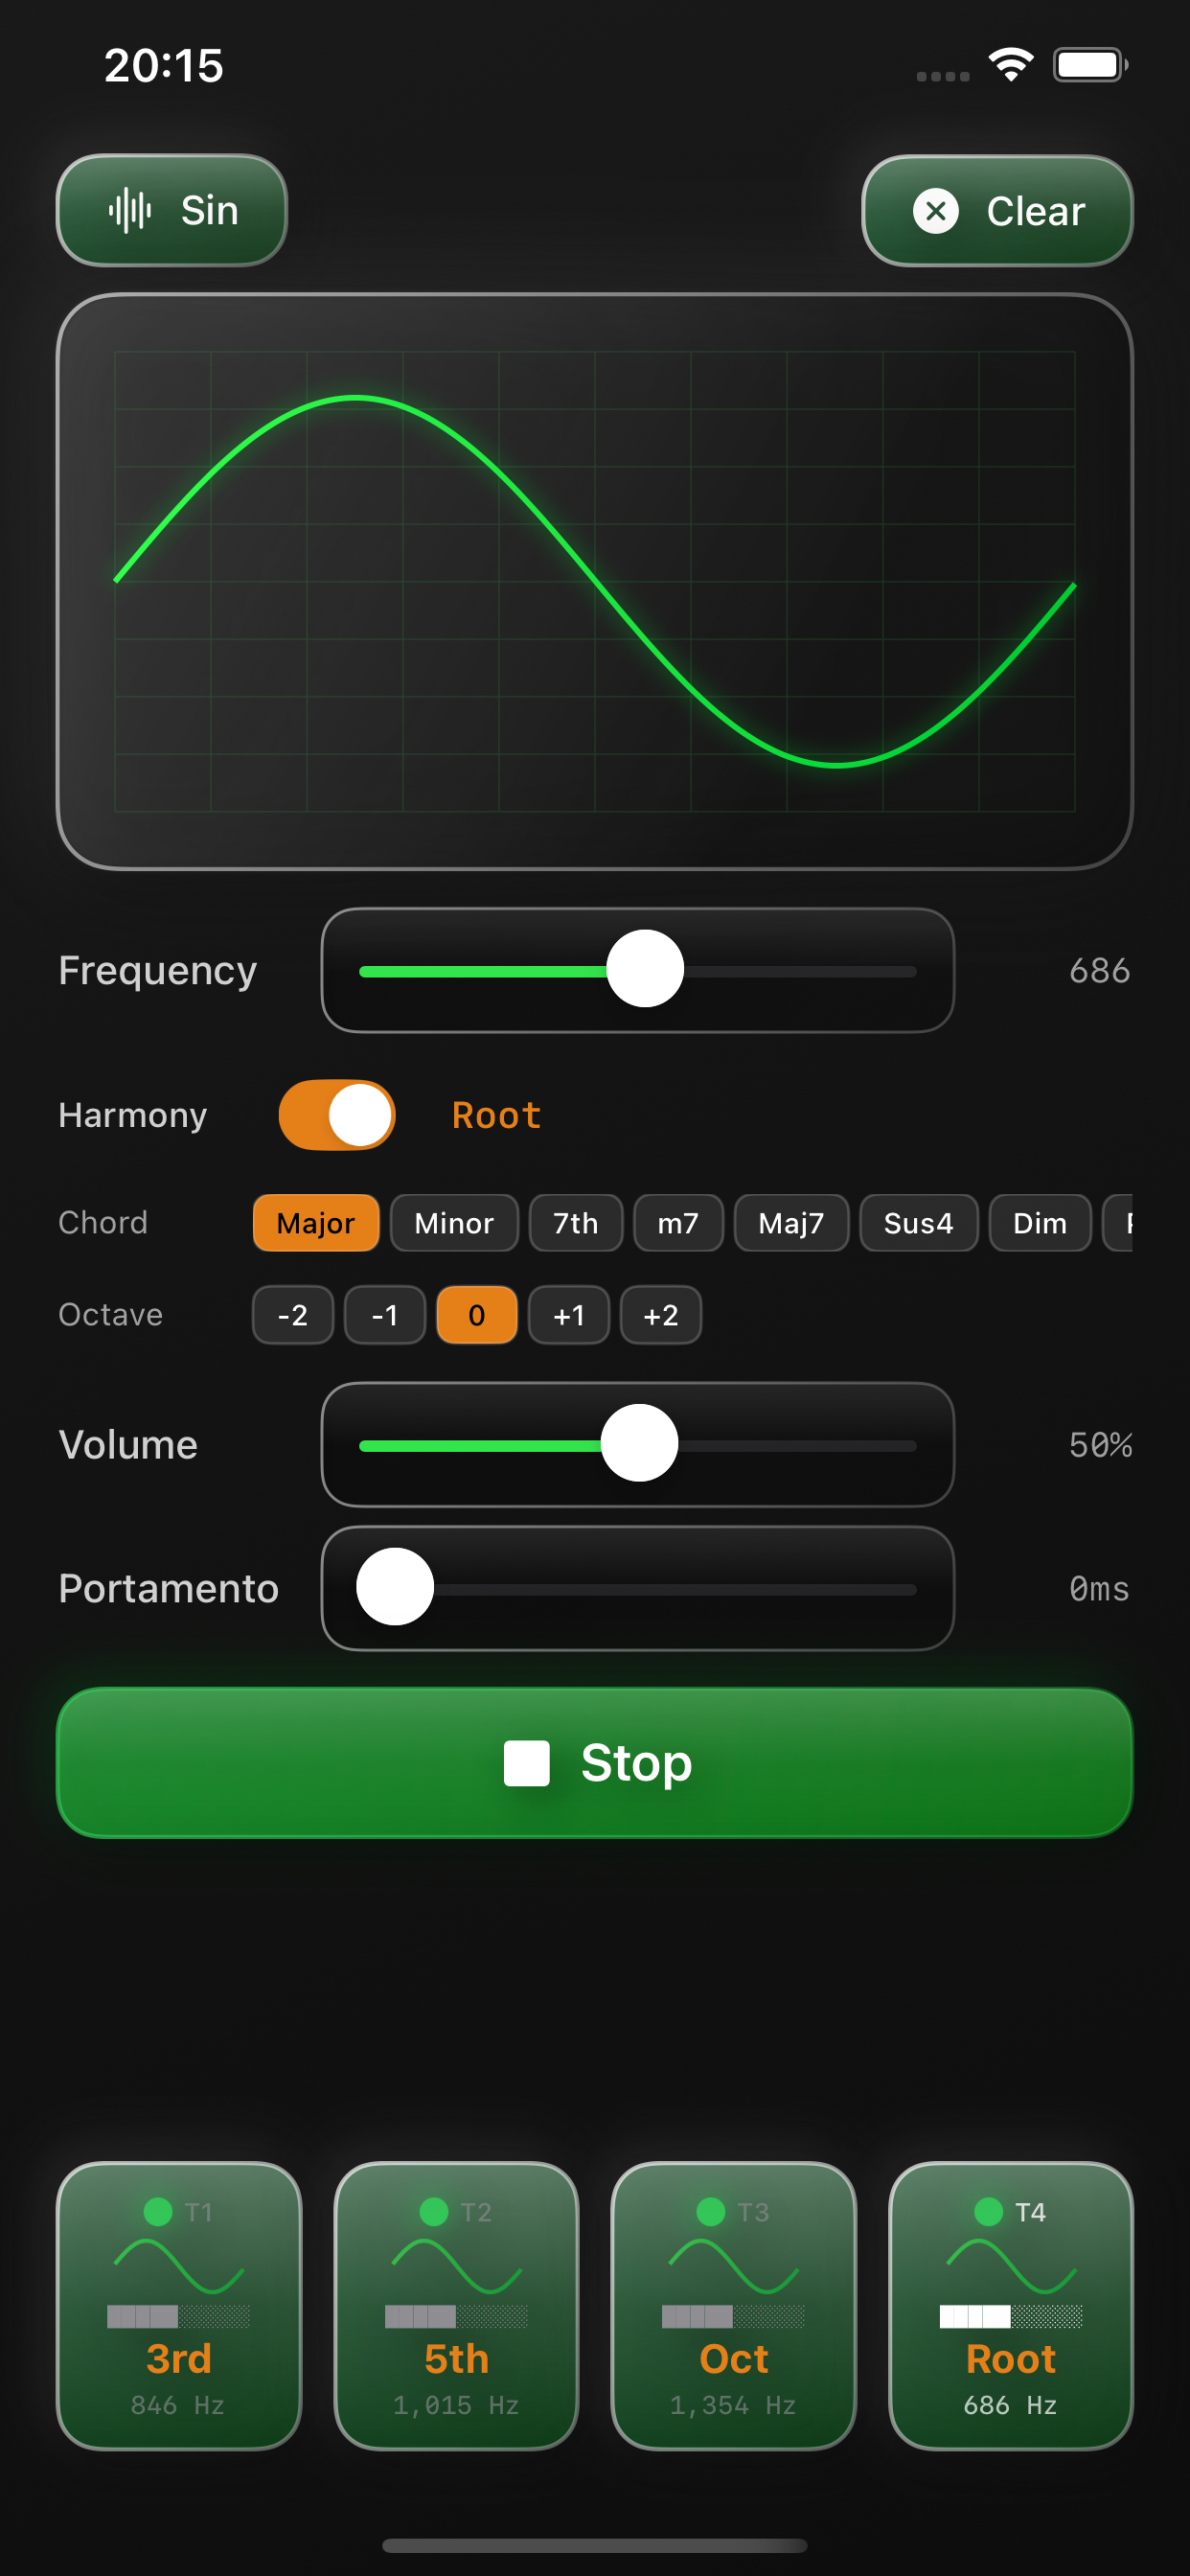 20:15
Sin
Clear
Frequency 686
Harmony Root
Chord Major Minor 7th m7 Maj7 Sus4 Dim
Octave -2 -1 0 +1 +2
Volume 50%
Portamento 0ms
Stop
T1 T2 T3 T4
3rd 5th Oct Root
846 Hz 1,015 Hz 1,354 Hz 686 Hz